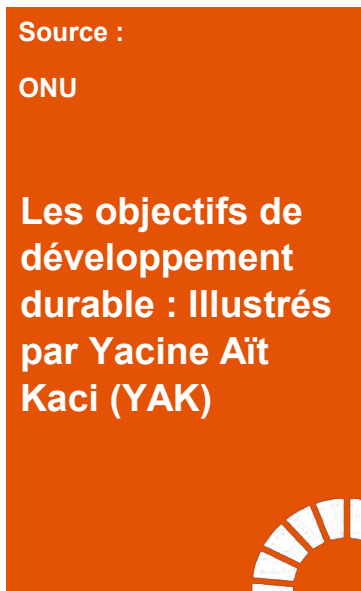 Source :
ONU
Les objectifs de
développement
durable : Illustrés
par Yacine Aït
Kaci (YAK)